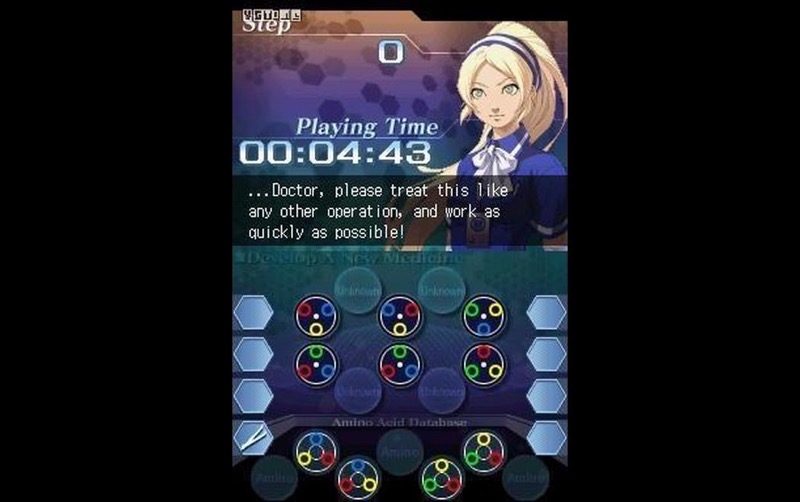 Step
0
Playing Time
00:04:43
...Doctor, please treat this like
any other operation, and work as
quickly as possible!
Develop A New Medicine
Unknown Unknown
Unknown Unknown
Amino Acid Database
Amino
Amino Amino